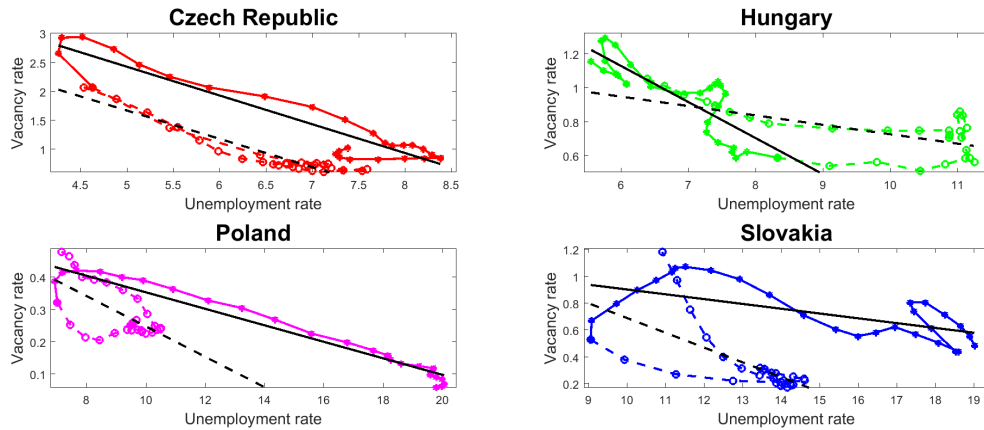 Czech Republic
3
2.5
2
1.5
1
4.5 5 5.5 6 6.5 7 7.5 8 8.5
Vacancy rate
Unemployment rate
Hungary
1.2
1
0.8
0.6
6 7 8 9 10 11
Vacancy rate
Unemployment rate
Poland
0.4
0.3
0.2
0.1
8 10 12 14 16 18 20
Vacancy rate
Unemployment rate
Slovakia
1.2
1
0.8
0.6
0.4
0.2
9 10 11 12 13 14 15 16 17 18 19
Vacancy rate
Unemployment rate